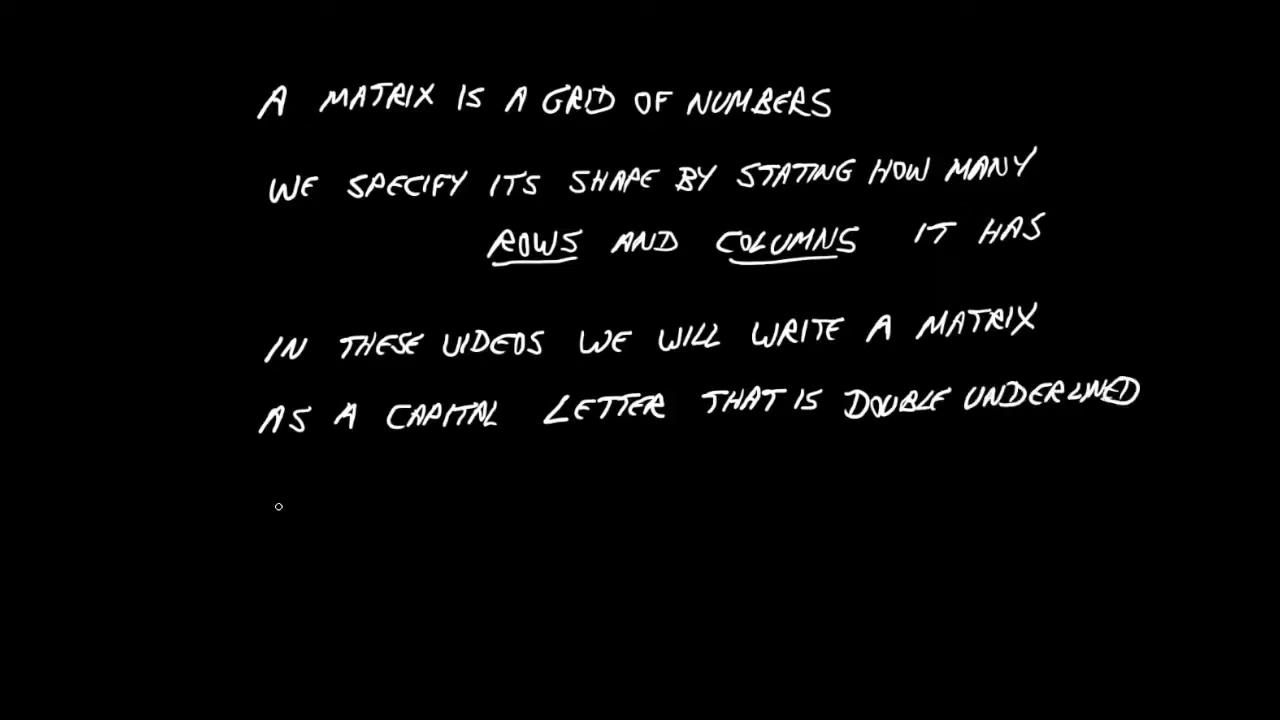 A MATRIX IS A GRID OF NUMBERS
WE SPECIFY ITS SHAPE BY STATING HOW MANY
ROWS AND COLUMNS IT HAS
IN THESE VIDEOS WE WILL WRITE A MATRIX
AS A CAPITAL LETTER THAT IS DOUBLE UNDERLINED